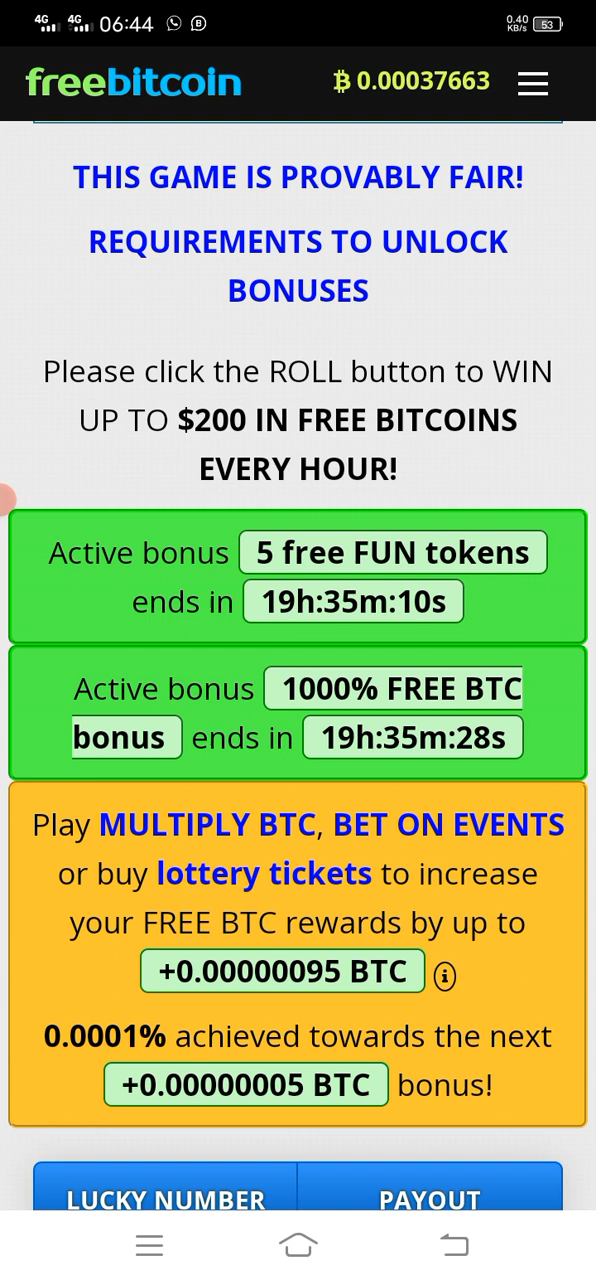 4G 4G 06:44 0.40 KB/s 53
freebitcoin ₿ 0.00037663
THIS GAME IS PROVABLY FAIR!
REQUIREMENTS TO UNLOCK
BONUSES
Please click the ROLL button to WIN
UP TO $200 IN FREE BITCOINS
EVERY HOUR!
Active bonus 5 free FUN tokens
ends in 19h:35m:10s
Active bonus 1000% FREE BTC
bonus ends in 19h:35m:28s
Play MULTIPLY BTC, BET ON EVENTS
or buy lottery tickets to increase
your FREE BTC rewards by up to
+0.00000095 BTC i
0.0001% achieved towards the next
+0.00000005 BTC bonus!
LUCKY NUMBER PAYOUT